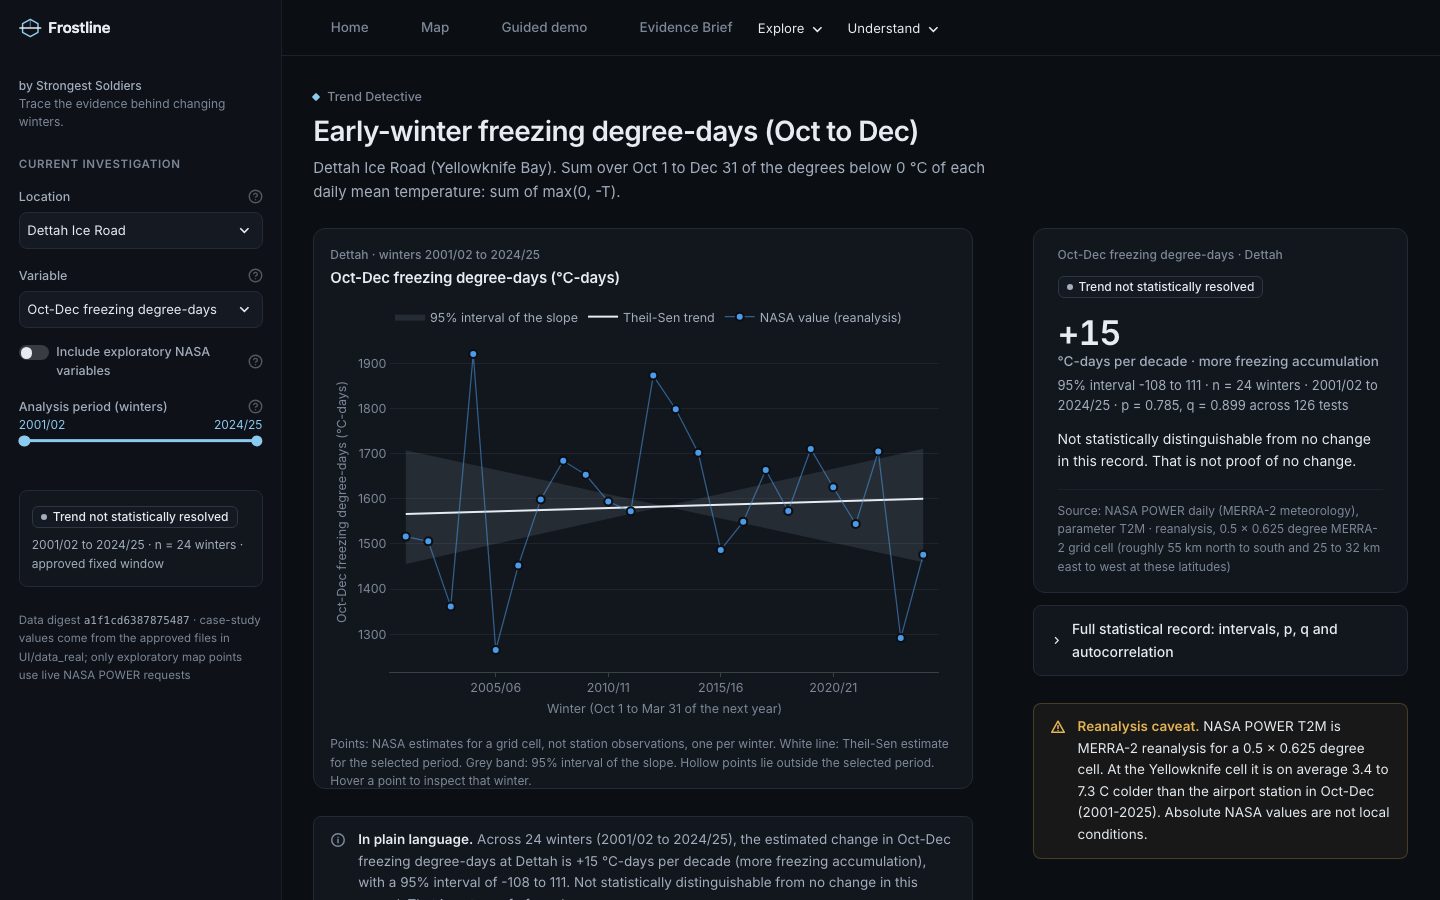 Frostline
by Strongest Soldiers
Trace the evidence behind changing
winters.
CURRENT INVESTIGATION
Location
Dettah Ice Road
Variable
Oct-Dec freezing degree-days
Include exploratory NASA
variables
Analysis period (winters)
2001/02 2024/25
Trend not statistically resolved
2001/02 to 2024/25 · n = 24 winters ·
approved fixed window
Data digest a1f1cd6387875487 · case-study
values come from the approved files in
UI/data_real; only exploratory map points
use live NASA POWER requests
Home Map Guided demo Evidence Brief Explore Understand
Trend Detective
Early-winter freezing degree-days (Oct to Dec)
Dettah Ice Road (Yellowknife Bay). Sum over Oct 1 to Dec 31 of the degrees below 0 °C of each
daily mean temperature: sum of max(0, -T).
Dettah · winters 2001/02 to 2024/25
Oct-Dec freezing degree-days (°C-days)
95% interval of the slope Theil-Sen trend NASA value (reanalysis)
Oct-Dec freezing degree-days (°C-days)
1900
1800
1700
1600
1500
1400
1300
2005/06 2010/11 2015/16 2020/21
Winter (Oct 1 to Mar 31 of the next year)
Points: NASA estimates for a grid cell, not station observations, one per winter. White line: Theil-Sen estimate
for the selected period. Grey band: 95% interval of the slope. Hollow points lie outside the selected period.
Hover a point to inspect that winter.
In plain language. Across 24 winters (2001/02 to 2024/25), the estimated change in Oct-Dec
freezing degree-days at Dettah is +15 °C-days per decade (more freezing accumulation),
with a 95% interval of -108 to 111. Not statistically distinguishable from no change in this
Oct-Dec freezing degree-days · Dettah
Trend not statistically resolved
+15
°C-days per decade · more freezing accumulation
95% interval -108 to 111 · n = 24 winters · 2001/02 to
2024/25 · p = 0.785, q = 0.899 across 126 tests
Not statistically distinguishable from no change
in this record. That is not proof of no change.
Source: NASA POWER daily (MERRA-2 meteorology),
parameter T2M · reanalysis, 0.5 × 0.625 degree MERRA-
2 grid cell (roughly 55 km north to south and 25 to 32 km
east to west at these latitudes)
Full statistical record: intervals, p, q and
autocorrelation
Reanalysis caveat. NASA POWER T2M is
MERRA-2 reanalysis for a 0.5 × 0.625 degree
cell. At the Yellowknife cell it is on average 3.4 to
7.3 C colder than the airport station in Oct-Dec
(2001-2025). Absolute NASA values are not local
conditions.